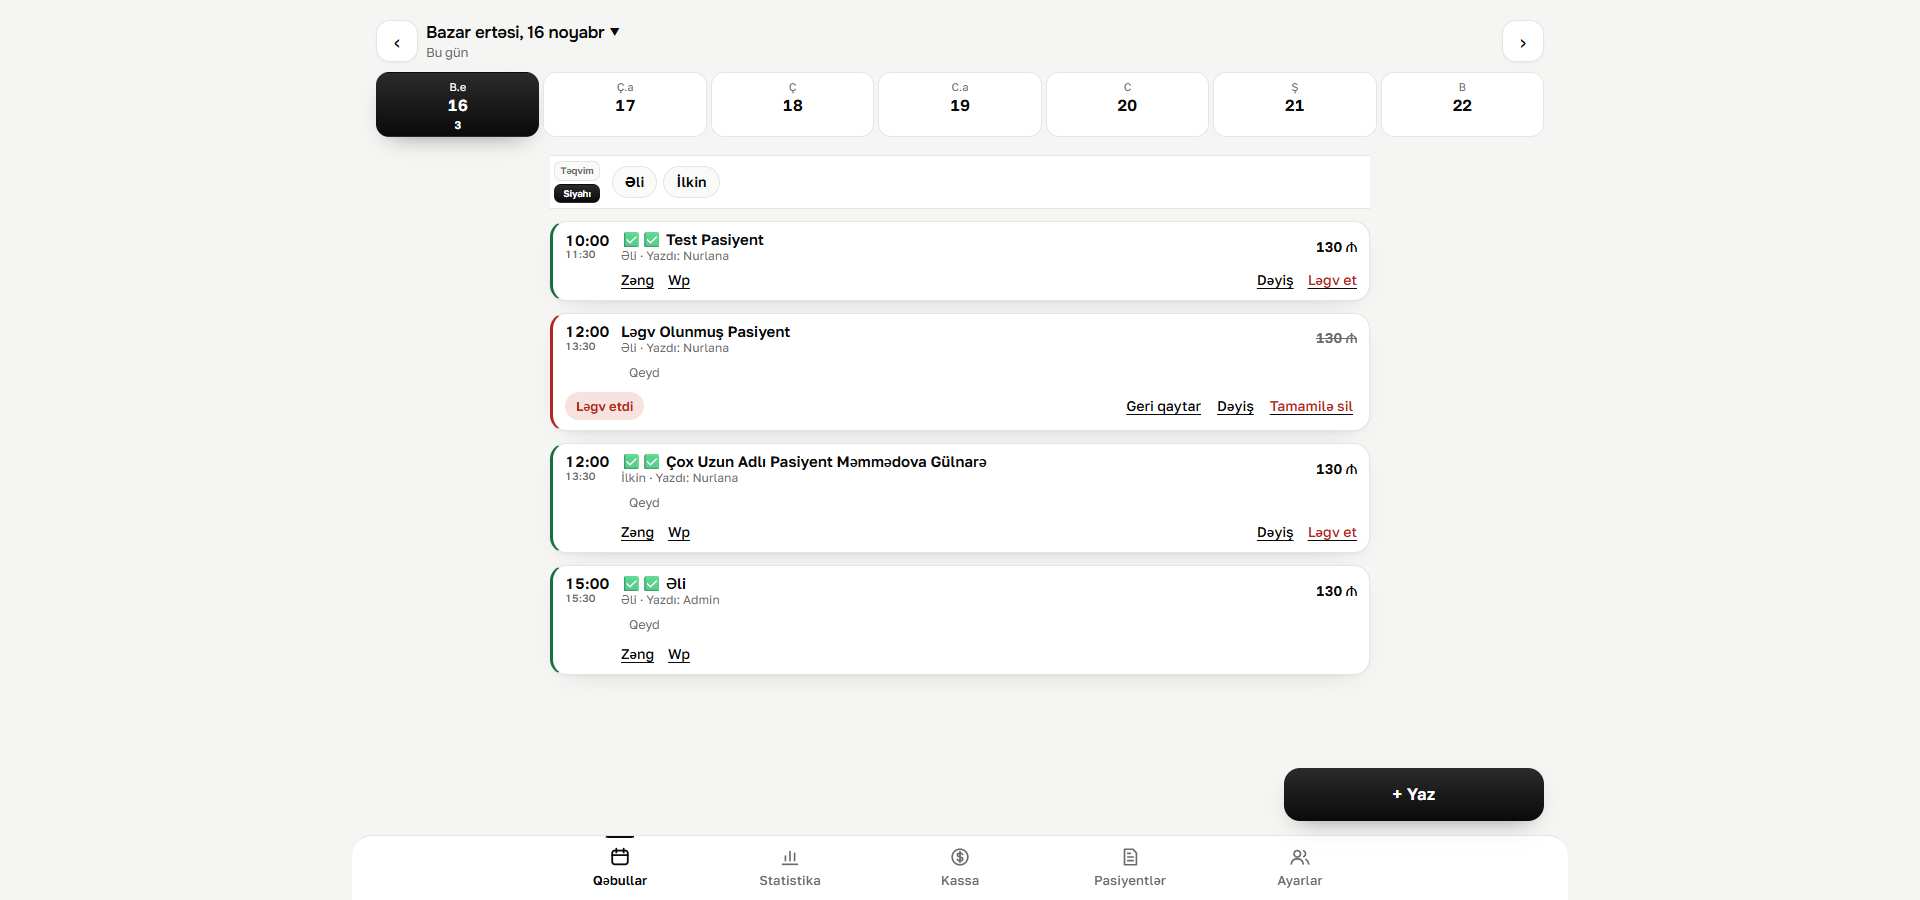 ‹
Bazar ertəsi, 16 noyabr ▼
Bu gün
›
B.e
16
3
Ç.a
17
Ç
18
C.a
19
C
20
Ş
21
B
22
Təqvim
Siyahı
Əli
İlkin
10:00
11:30
✅✅ Test Pasiyent
Əli · Yazdı: Nurlana
130 ₼
Zəng Wp
Dəyiş Ləgv et
12:00
13:30
Ləgv Olunmuş Pasiyent
Əli · Yazdı: Nurlana
130 ₼
Qeyd
Ləgv etdi
Geri qaytar Dəyiş Tamamilə sil
12:00
13:30
✅✅ Çox Uzun Adlı Pasiyent Məmmədova Gülnarə
İlkin · Yazdı: Nurlana
130 ₼
Qeyd
Zəng Wp
Dəyiş Ləgv et
15:00
15:30
✅✅ Əli
Əli · Yazdı: Admin
130 ₼
Qeyd
Zəng Wp
+ Yaz
Qəbullar
Statistika
Kassa
Pasiyentlər
Ayarlar